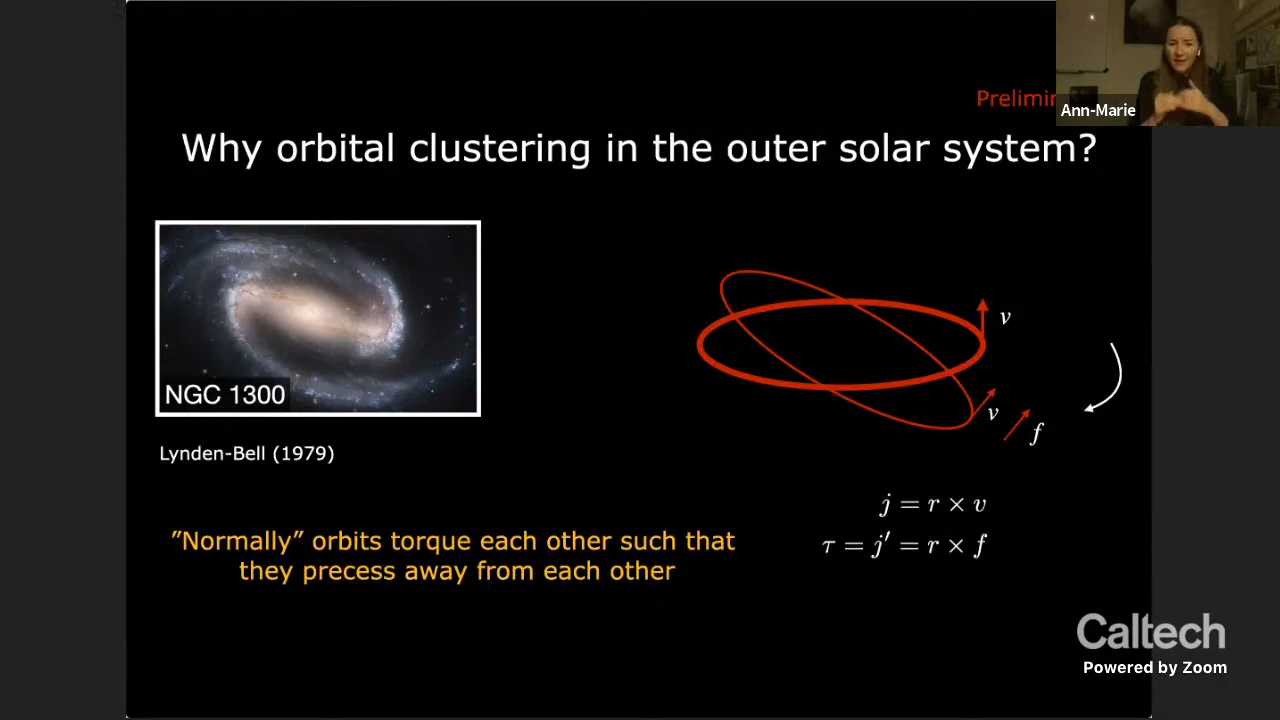 Prelimin
Ann-Marie
Why orbital clustering in the outer solar system?
NGC 1300
v
v
f
Lynden-Bell (1979)
j = r × v
τ = j′ = r × f
”Normally” orbits torque each other such that
they precess away from each other
Caltech
Powered by Zoom